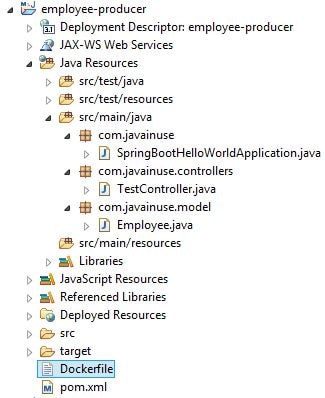 employee-producer
Deployment Descriptor: employee-producer
JAX-WS Web Services
Java Resources
src/test/java
src/test/resources
src/main/java
com.javainuse
SpringBootHelloWorldApplication.java
com.javainuse.controllers
TestController.java
com.javainuse.model
Employee.java
src/main/resources
Libraries
JavaScript Resources
Referenced Libraries
Deployed Resources
src
target
Dockerfile
pom.xml